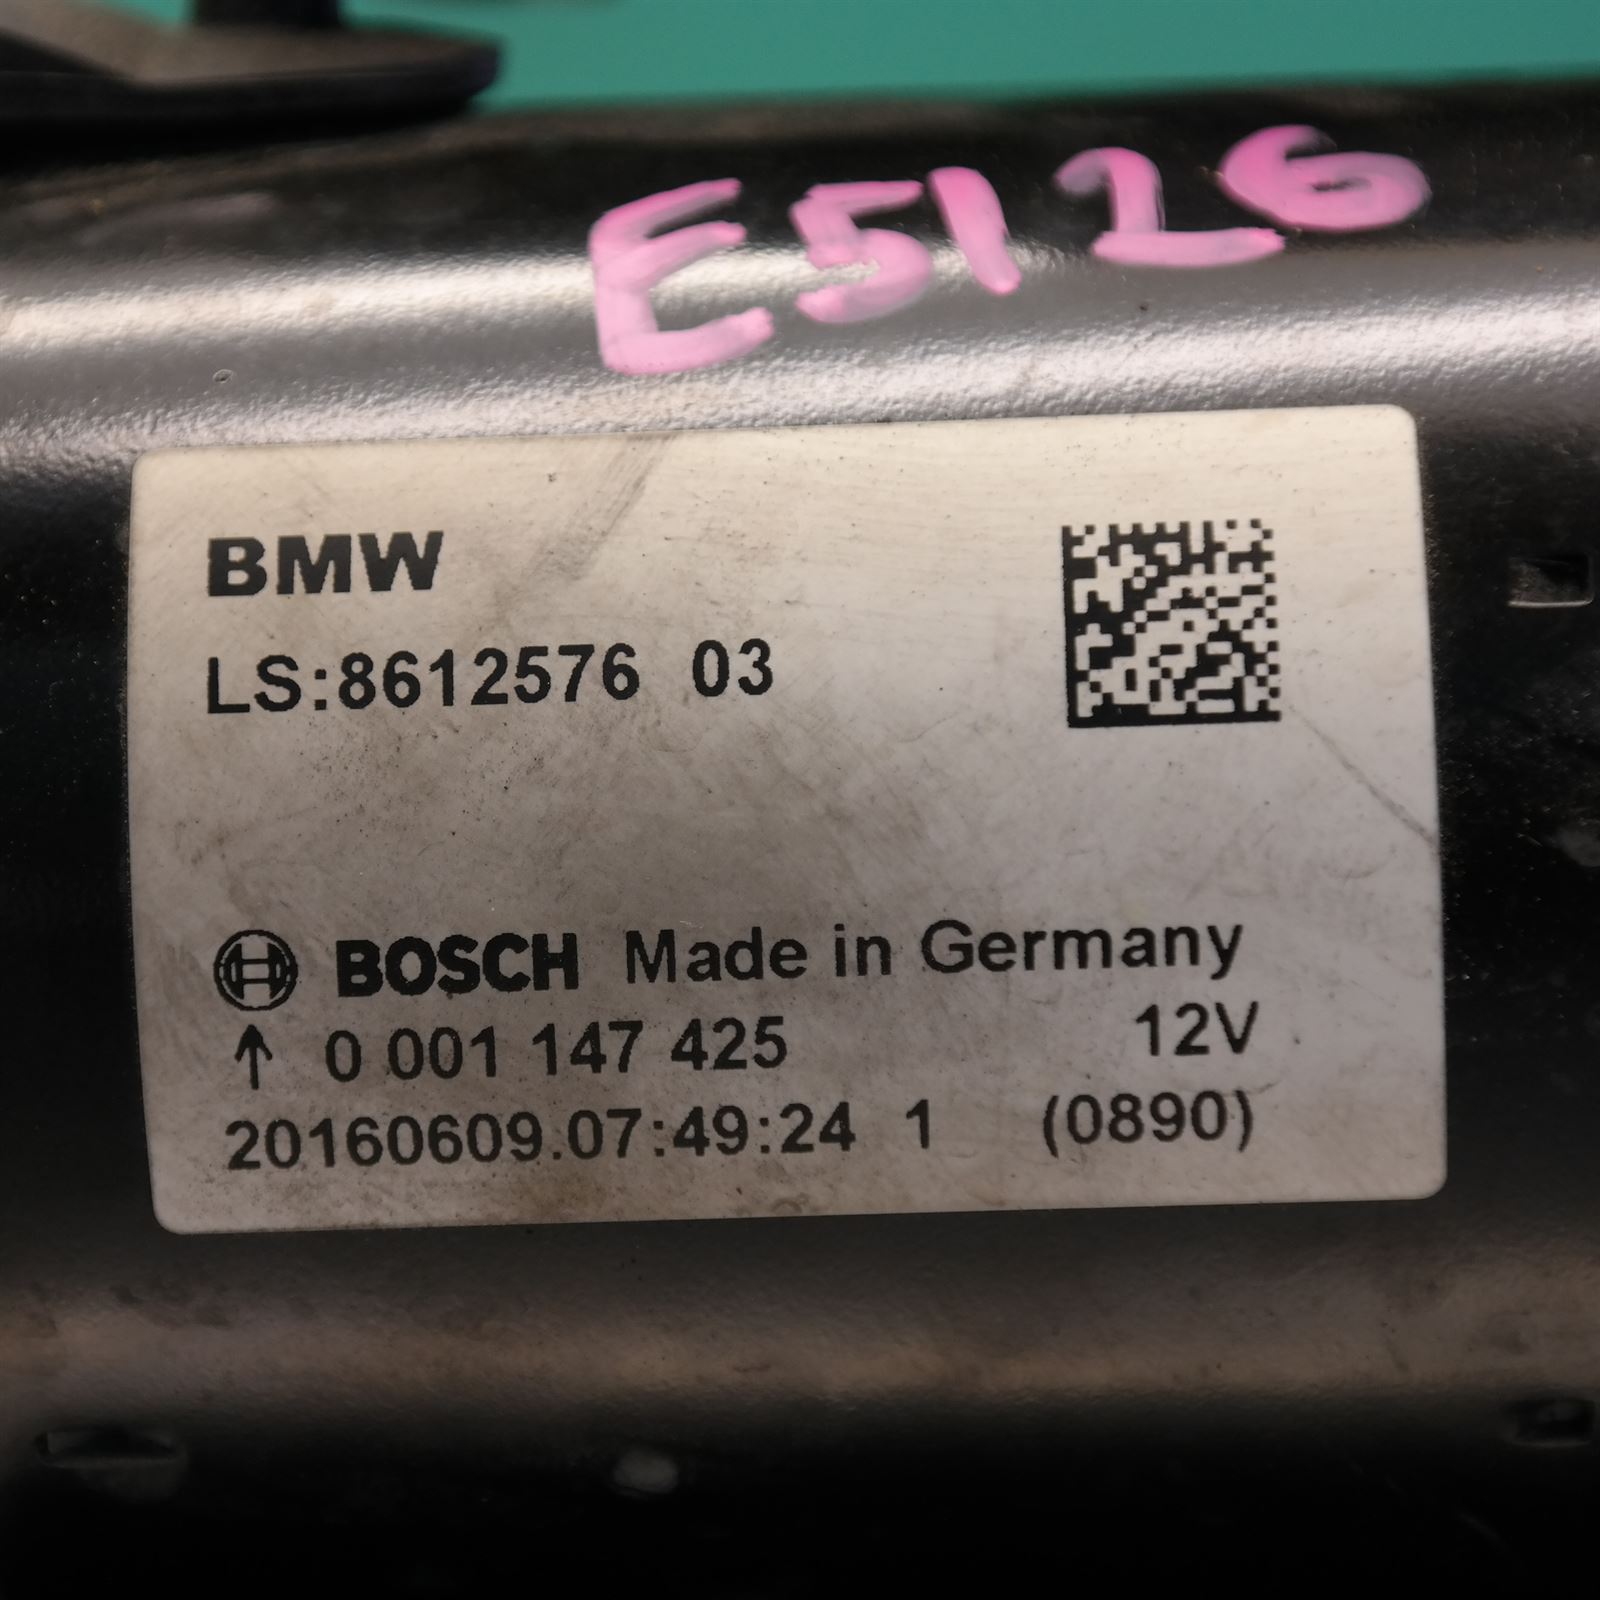 E5126
BMW
LS:8612576 03
BOSCH Made in Germany
↑ 0 001 147 425 12V
20160609.07:49:24 1 (0890)